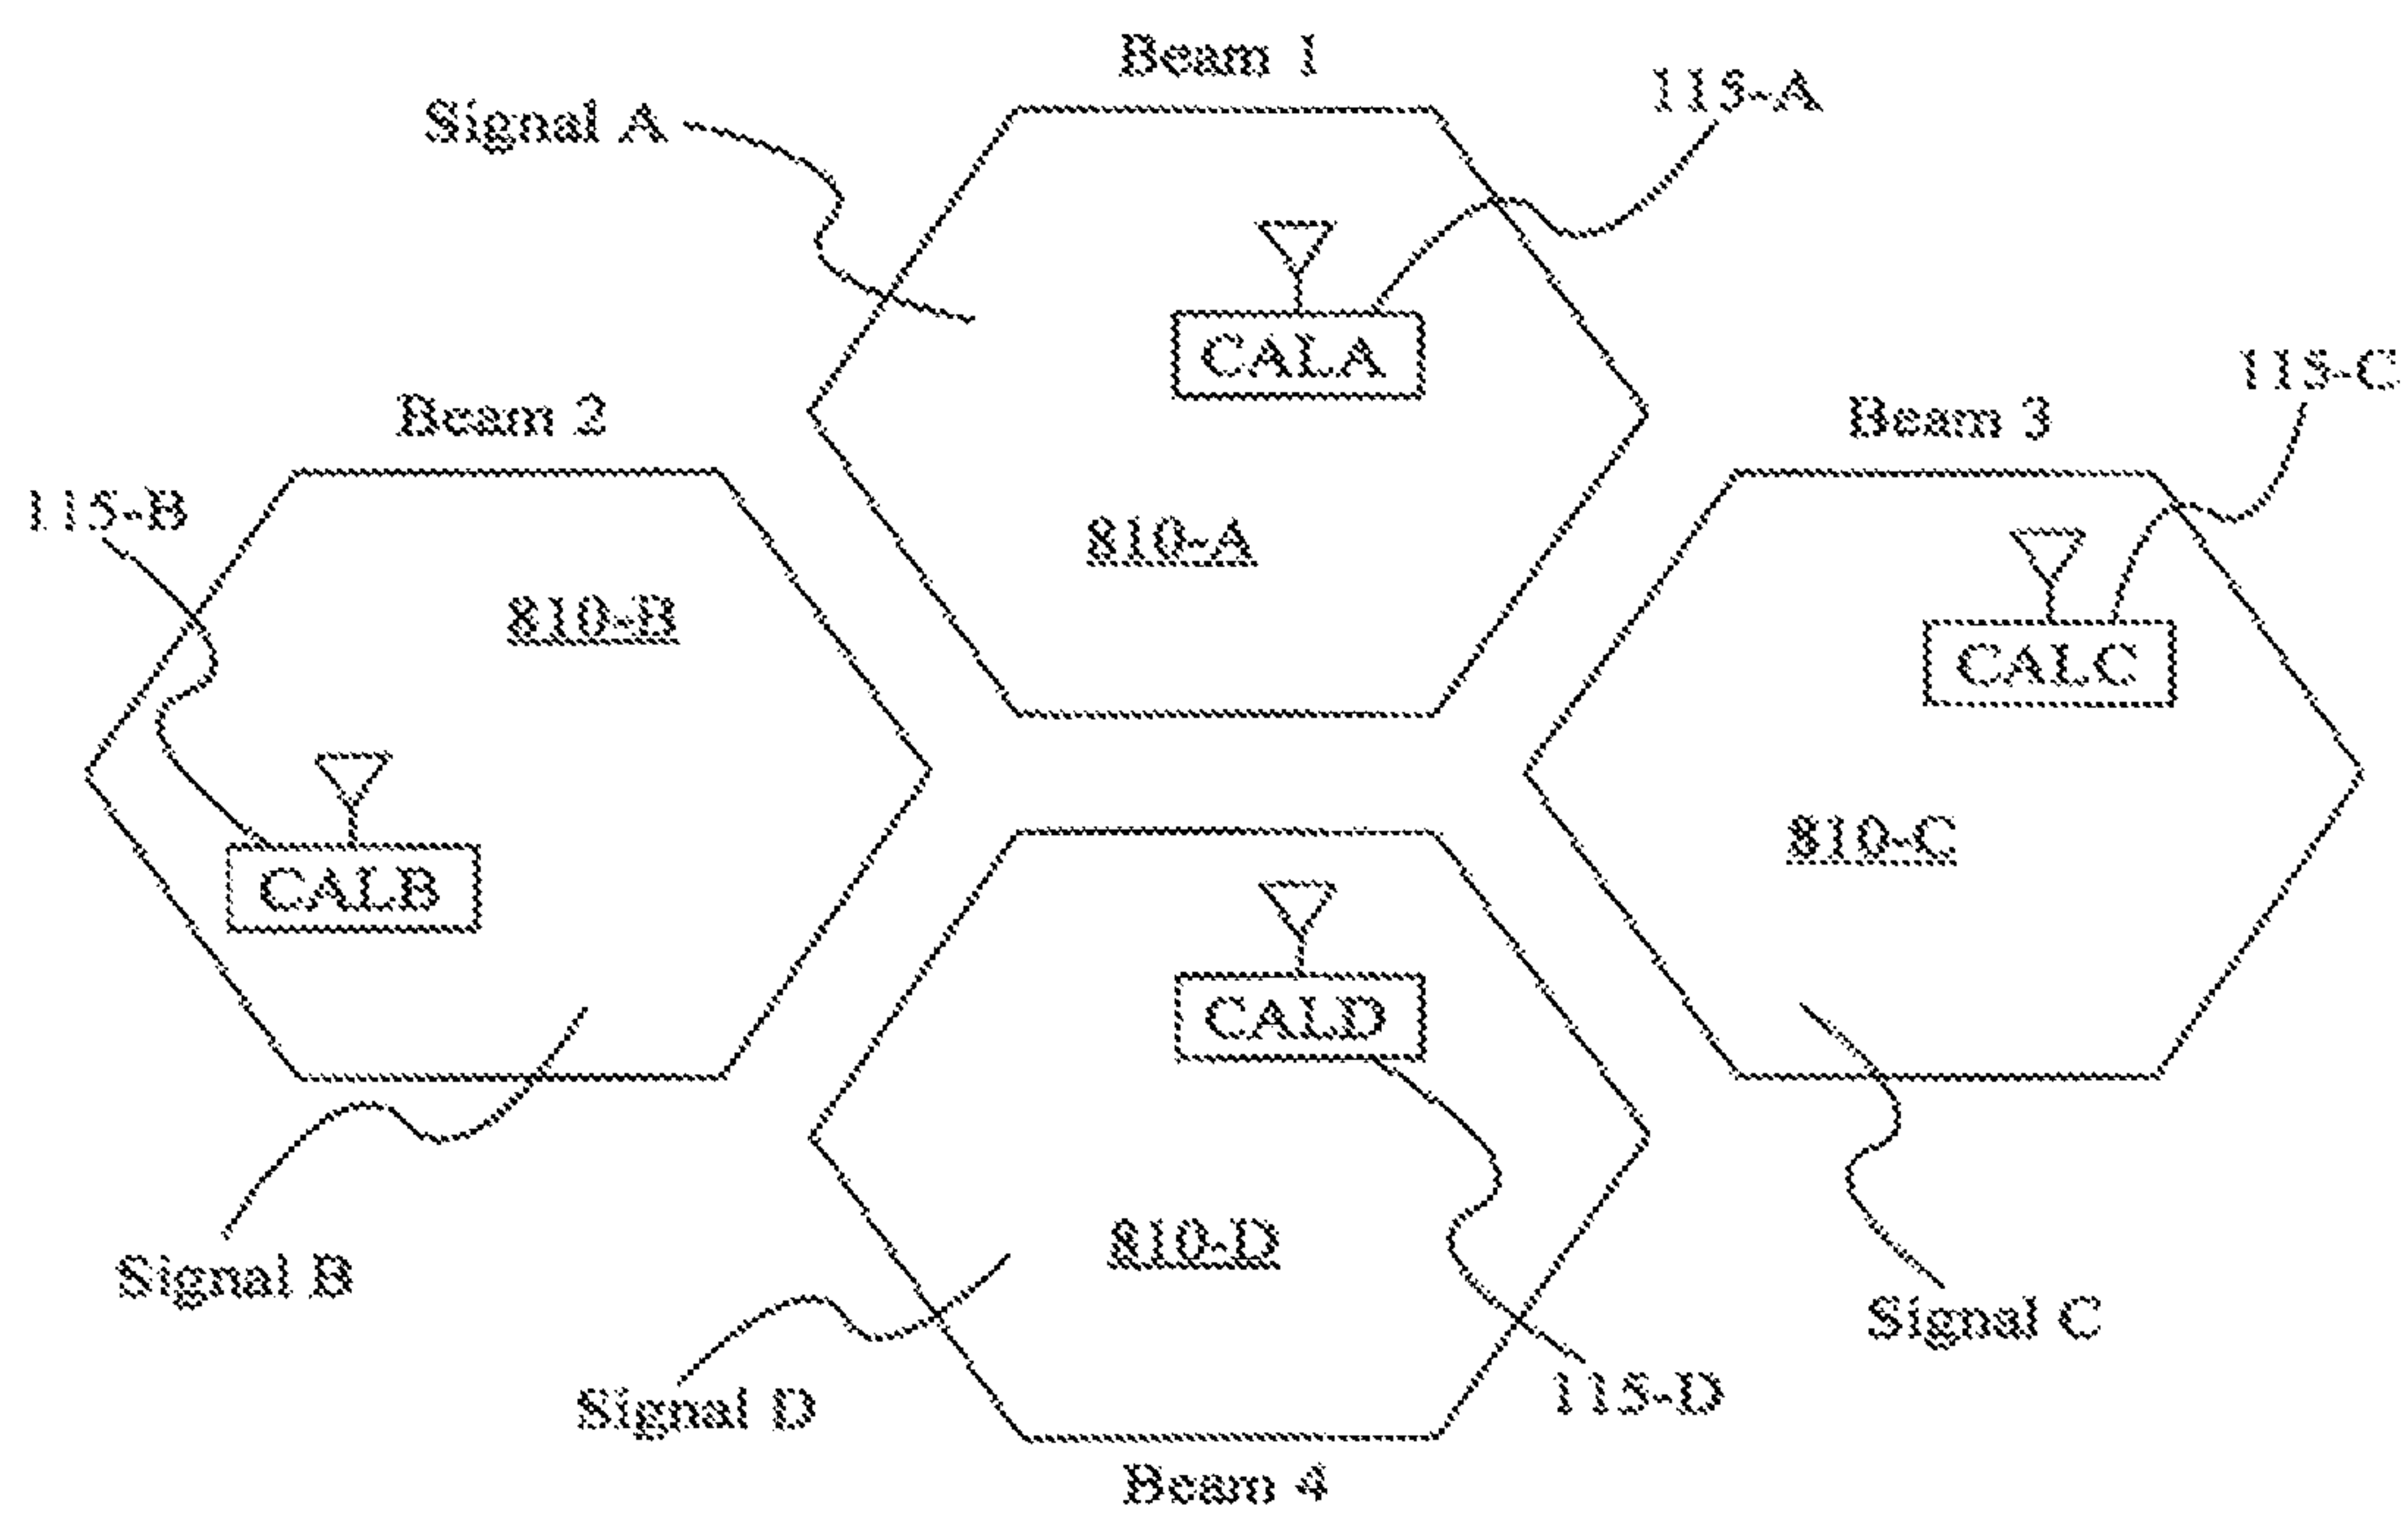 Beam 1
Signal A
115-A
CALA
810-A
Beam 2
115-B
810-B
CALB
Signal B
Beam 3
115-C
CALC
810-C
Signal C
CALD
810-D
Signal D
115-D
Beam 4